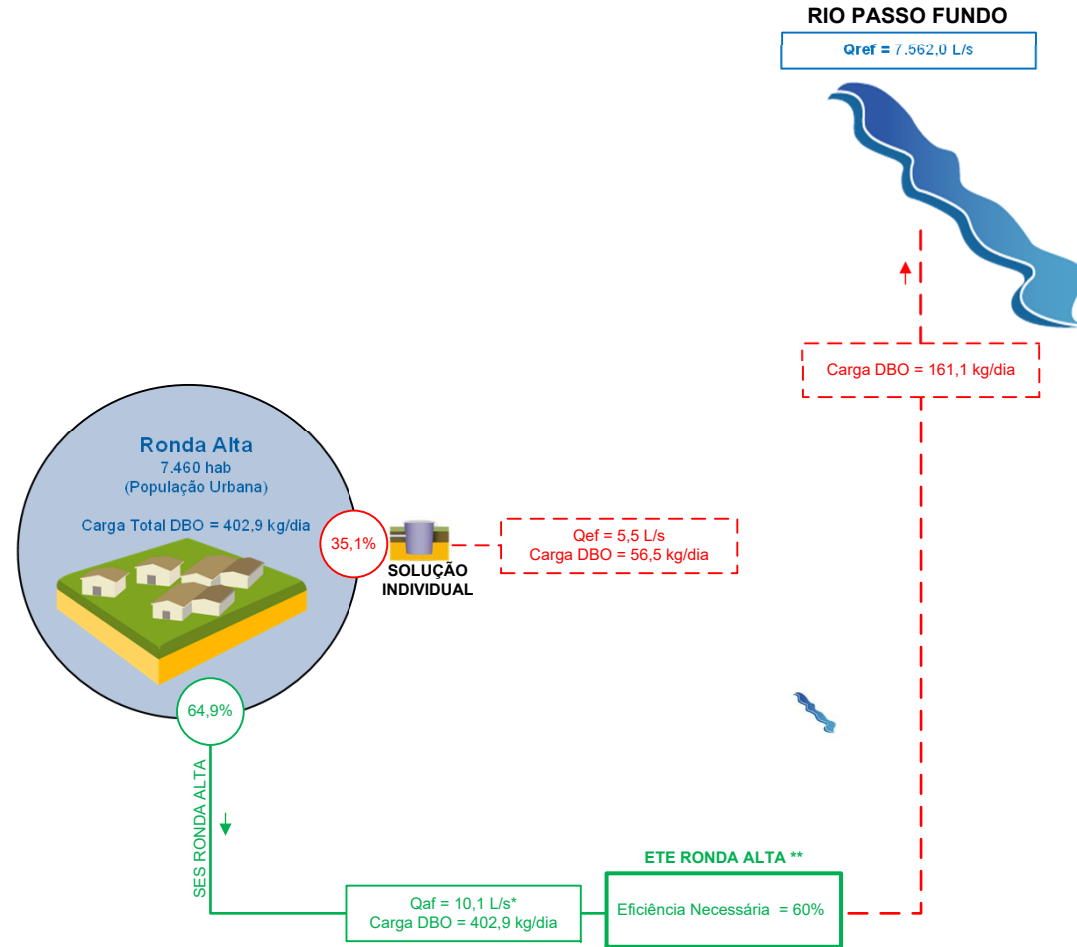 RIO PASSO FUNDO
Qref = 7.562,0 L/s
Carga DBO = 161,1 kg/dia
Ronda Alta
7.460 hab
(População Urbana)
Carga Total DBO = 402,9 kg/dia
35,1%
SOLUÇÃO
INDIVIDUAL
Qef = 5,5 L/s
Carga DBO = 56,5 kg/dia
64,9%
SES RONDA ALTA
Qaf = 10,1 L/s*
Carga DBO = 402,9 kg/dia
ETE RONDA ALTA **
Eficiência Necessária = 60%